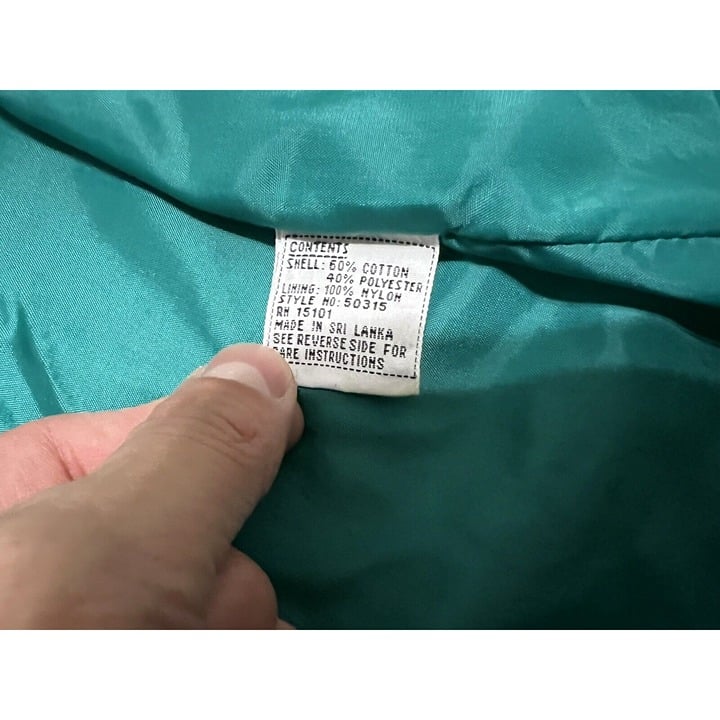 CONTENTS
SHELL: 60% COTTON
40% POLYESTER
LINING: 100% NYLON
STYLE NO: 50315
RN 15101
MADE IN SRI LANKA
SEE REVERSE SIDE FOR
CARE INSTRUCTIONS